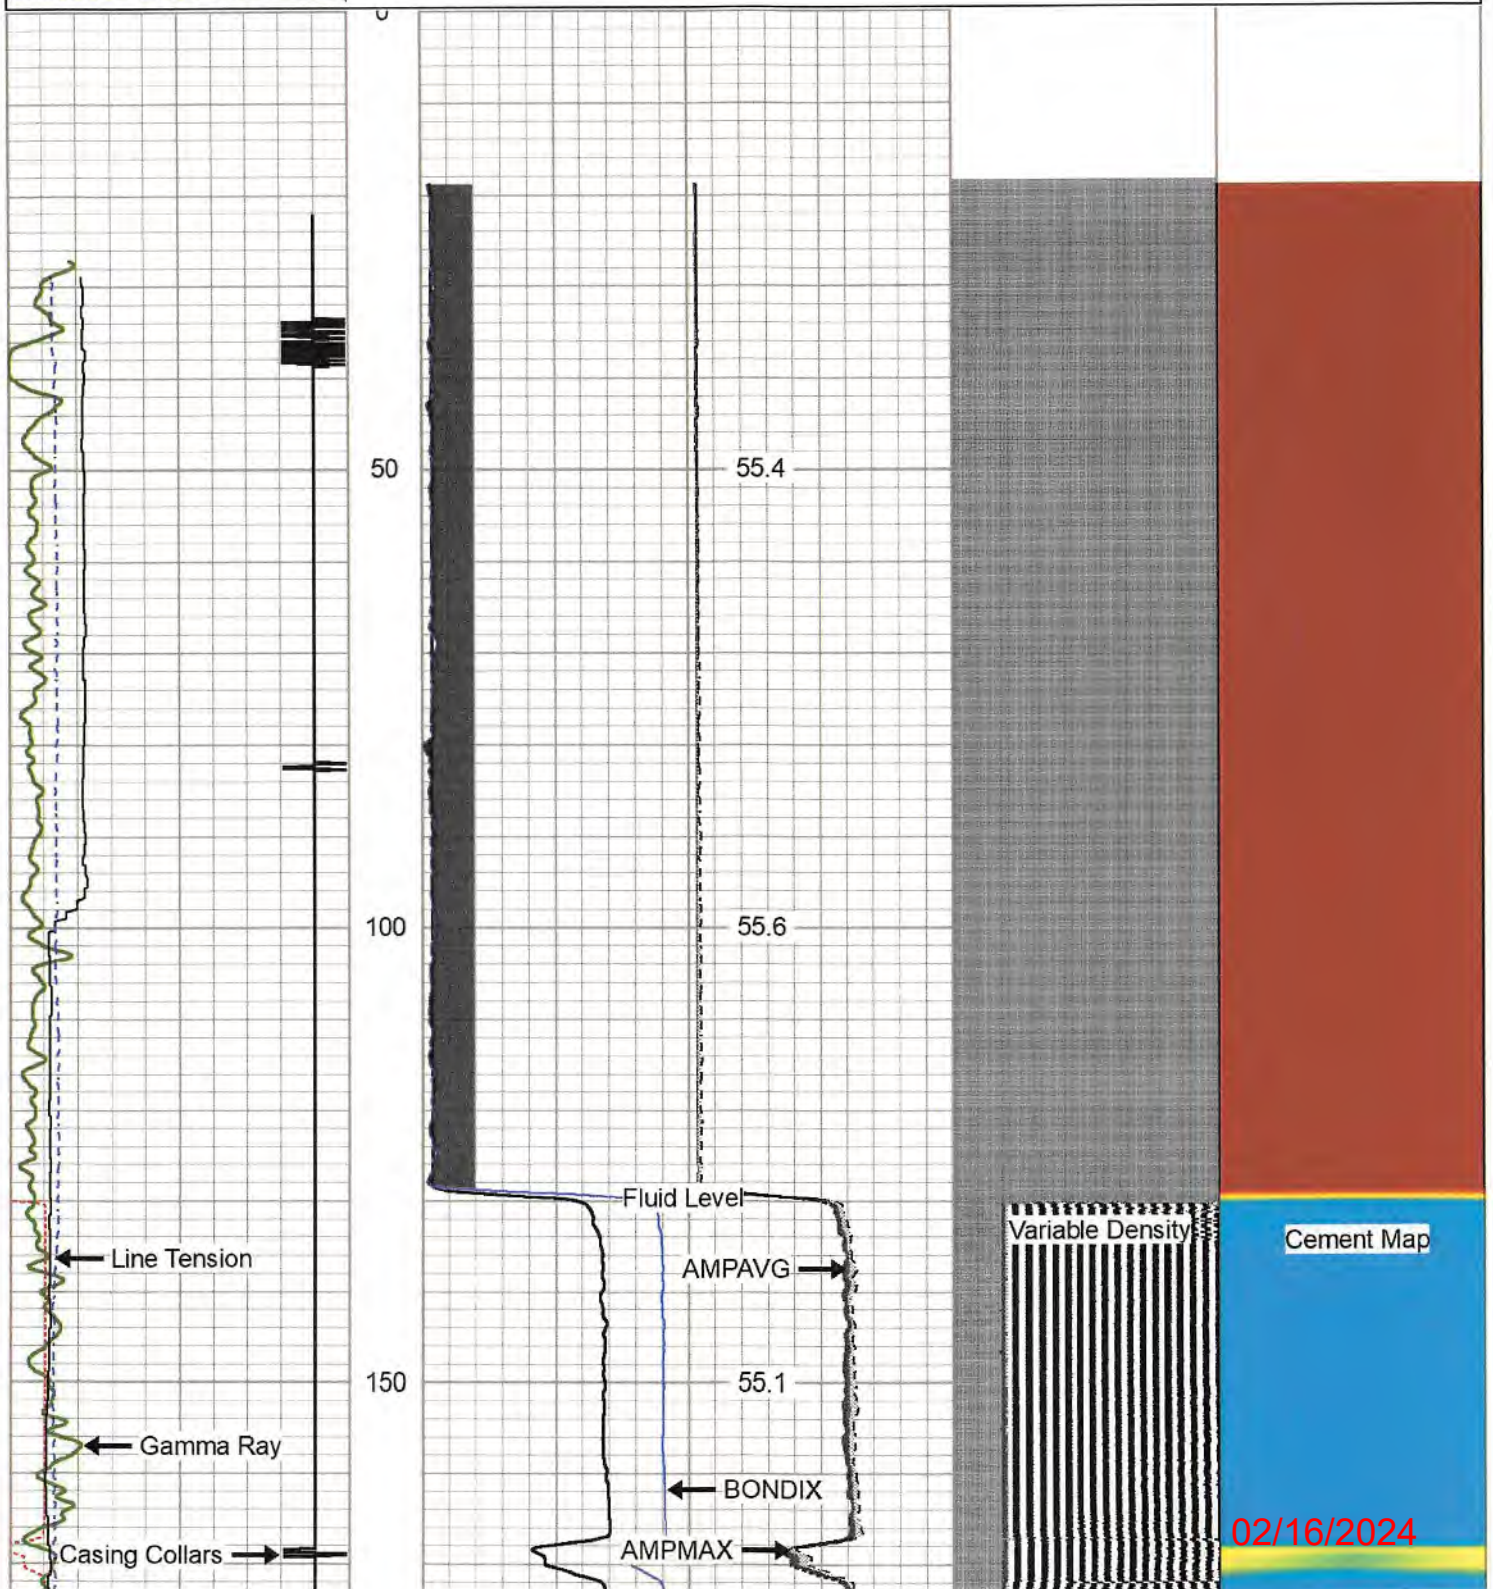 0
50
55.4
100
55.6
Fluid Level
Variable Density
Cement Map
Line Tension
AMPAVG
150
55.1
Gamma Ray
BONDIX
02/16/2024
Casing Collars
AMPMAX